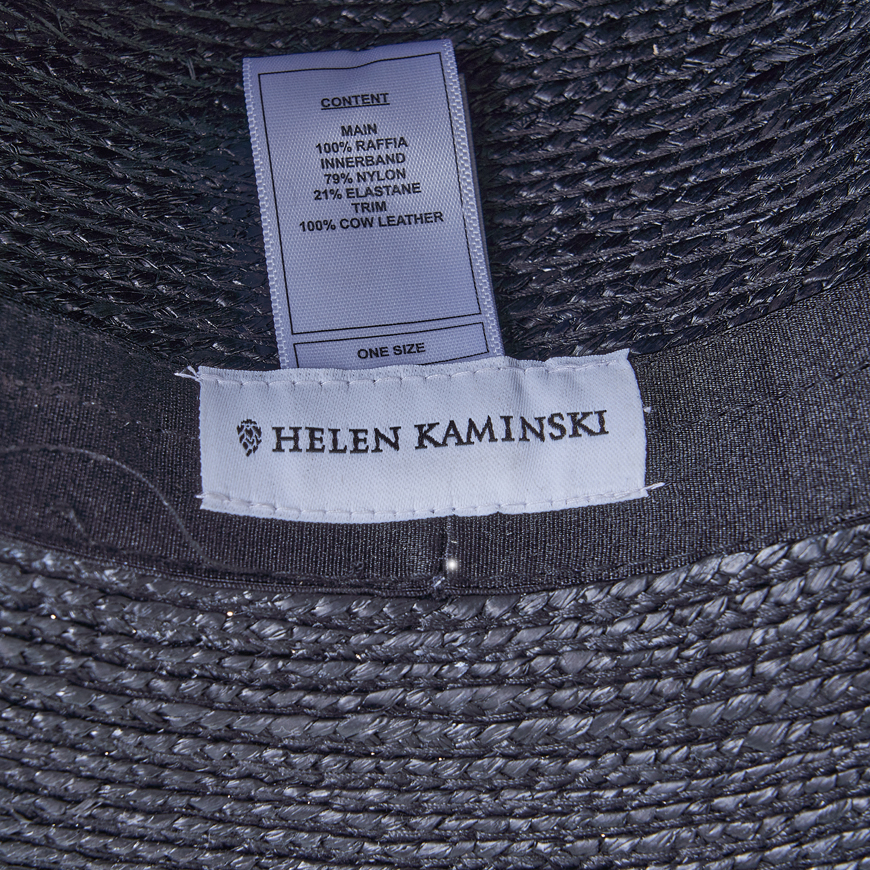 CONTENT
MAIN
100% RAFFIA
INNERBAND
79% NYLON
21% ELASTANE
TRIM
100% COW LEATHER
ONE SIZE
HELEN KAMINSKI